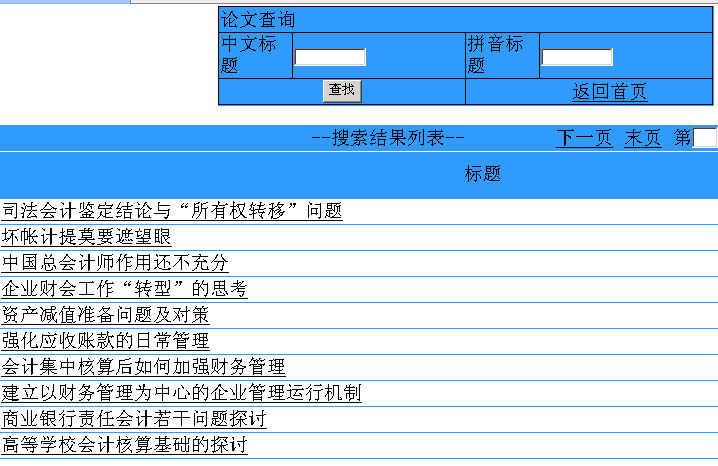 论文查询
中文标题
拼音标题
查找
返回首页
--搜索结果列表--
下一页 末页 第
标题
司法会计鉴定结论与“所有权转移”问题
坏帐计提莫要遮望眼
中国总会计师作用还不充分
企业财会工作“转型”的思考
资产减值准备问题及对策
强化应收账款的日常管理
会计集中核算后如何加强财务管理
建立以财务管理为中心的企业管理运行机制
商业银行责任会计若干问题探讨
高等学校会计核算基础的探讨